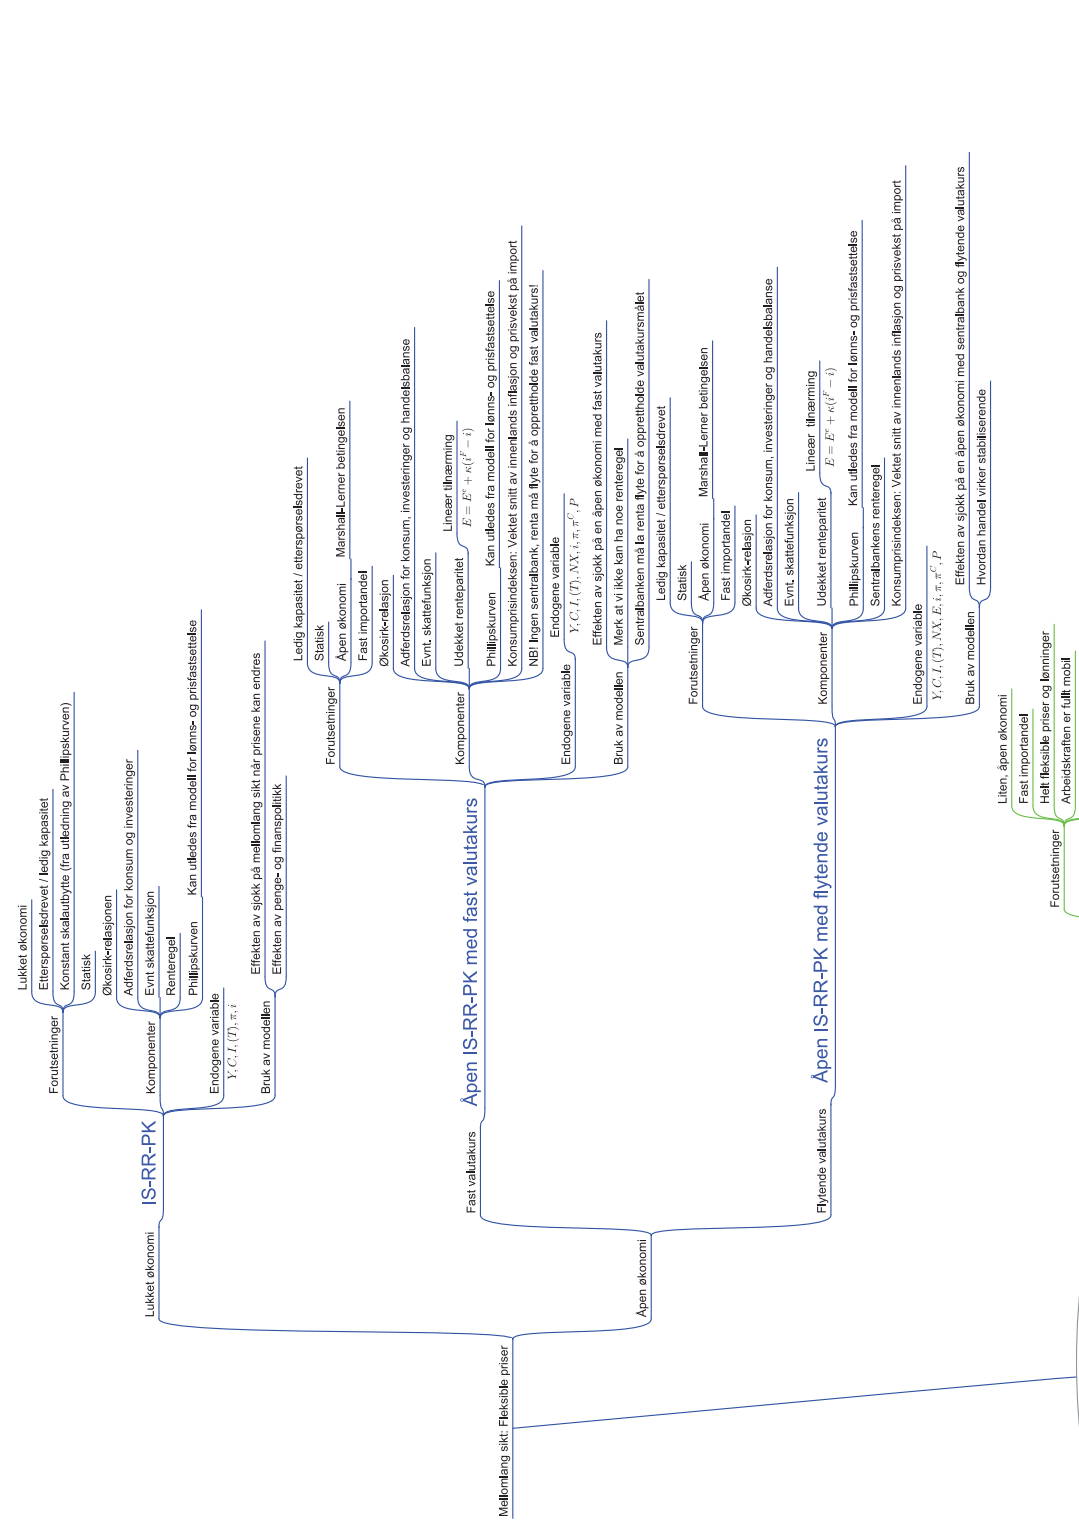 Mellomlang sikt: Fleksible priser
Lukket økonomi
IS-RR-PK
Forutsetninger
Lukket økonomi
Etterspørselsdrevet / ledig kapasitet
Konstant skalautbytte (fra utledning av Phillipskurven)
Statisk
Komponenter
Økosirk-relasjonen
Adferdsrelasjon for konsum og investeringer
Evnt skattefunksjon
Renteregel
Phillipskurven
Kan utledes fra modell for lønns- og prisfastsettelse
Endogene variable
Y, C, I, (T), π, i
Bruk av modellen
Effekten av sjokk på mellomlang sikt når prisene kan endres
Effekten av penge- og finanspolitikk
Åpen økonomi
Fast valutakurs
Åpen IS-RR-PK med fast valutakurs
Forutsetninger
Ledig kapasitet / etterspørselsdrevet
Statisk
Åpen økonomi
Marshall-Lerner betingelsen
Fast importandel
Komponenter
Økosirk-relasjon
Adferdsrelasjon for konsum, investeringer og handelsbalanse
Evnt. skattefunksjon
Udekket renteparitet
Lineær tilnærming
E = E^e + κ(i^F − i)
Phillipskurven
Kan utledes fra modell for lønns- og prisfastsettelse
Konsumprisindeksen: Vektet snitt av innenlands inflasjon og prisvekst på import
NB! Ingen sentralbank, renta må flyte for å opprettholde fast valutakurs!
Endogene variable
Endogene variable
Y, C, I, (T), NX, i, π, π^C, P
Bruk av modellen
Effekten av sjokk på en åpen økonomi med fast valutakurs
Merk at vi ikke kan ha noe renteregel
Sentralbanken må la renta flyte for å opprettholde valutakursmålet
Flytende valutakurs
Åpen IS-RR-PK med flytende valutakurs
Forutsetninger
Ledig kapasitet / etterspørselsdrevet
Statisk
Åpen økonomi
Marshall-Lerner betingelsen
Fast importandel
Komponenter
Økosirk-relasjon
Adferdsrelasjon for konsum, investeringer og handelsbalanse
Evnt. skattefunksjon
Udekket renteparitet
Lineær tilnærming
E = E^e + κ(i^F − i)
Phillipskurven
Kan utledes fra modell for lønns- og prisfastsettelse
Sentralbankens renteregel
Konsumprisindeksen: Vektet snitt av innenlands inflasjon og prisvekst på import
Endogene variable
Y, C, I, (T), NX, E, i, π, π^C, P
Bruk av modellen
Effekten av sjokk på en åpen økonomi med sentralbank og flytende valutakurs
Hvordan handel virker stabiliserende
Forutsetninger
Liten, åpen økonomi
Fast importandel
Helt fleksible priser og lønninger
Arbeidskraften er fullt mobil